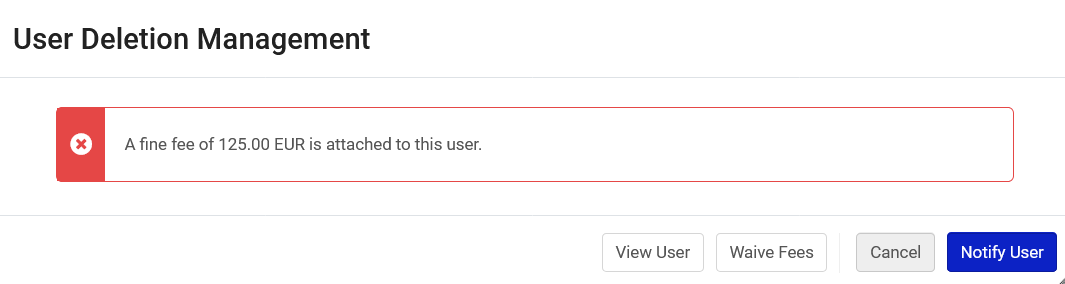 User Deletion Management
A fine fee of 125.00 EUR is attached to this user.
View User
Waive Fees
Cancel
Notify User